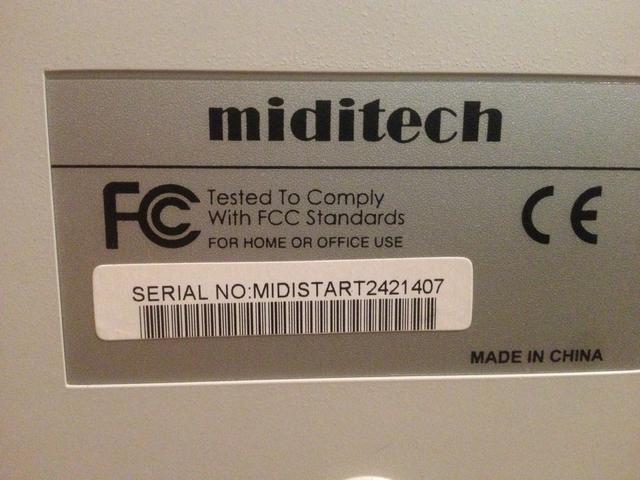 miditech
FC Tested To Comply
With FCC Standards
FOR HOME OR OFFICE USE
CE
SERIAL NO:MIDISTART2421407
MADE IN CHINA